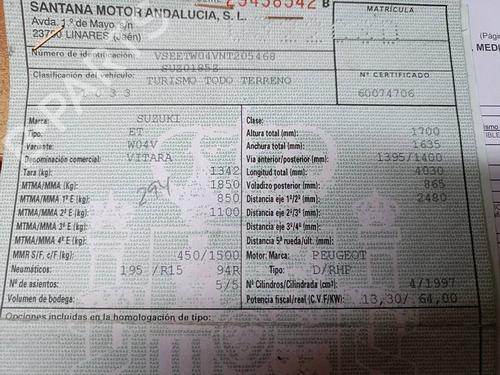 SANTANA MOTOR ANDALUCIA, S. L.
B
MATRÍCULA
Avda. 1.º de Mayo, s/n
23700 LINARES (Jaén)
Número de identificación: VSEETW04VNT205468
Clasificación del vehículo: TURISMO TODO TERRENO
2033
Nº CERTIFICADO
60074706
Marca: SUZUKI
Tipo: ET
Variante: W04V
Denominación comercial: VITARA
Tara (kg): 1342
MTMA/MMA (Kg): 1850
MTMA/MMA 1º E (kg): 850
MTMA/MMA 2º E (kg): 1100
MTMA/MMA 3º E (kg):
MTMA/MMA 4º E (kg):
MMR S/F, c/F (kg): 450/1500
Neumáticos: 195 /R15 94R
Nº de asientos: 5/5
Volumen de bodega:
294
Clase:
Altura total (mm): 1700
Anchura total (mm): 1635
Vía anterior/posterior (mm): 1395/1400
Longitud total (mm): 4030
Voladizo posterior (mm): 865
Distancia eje 1º/2º (mm): 2480
Distancia eje 2º/3º (mm):
Distancia eje 3º/4º (mm):
Distancia 5ª rueda/últ. (mm):
Motor: Marca: PEUGEOT
Tipo: D/RHF
Nº Cilindros/Cilindrada (cm³): 4/1997
Potencia fiscal/real (C.V.F/KW): 13,30/ 64,00
Opciones incluidas en la homologación de tipo: